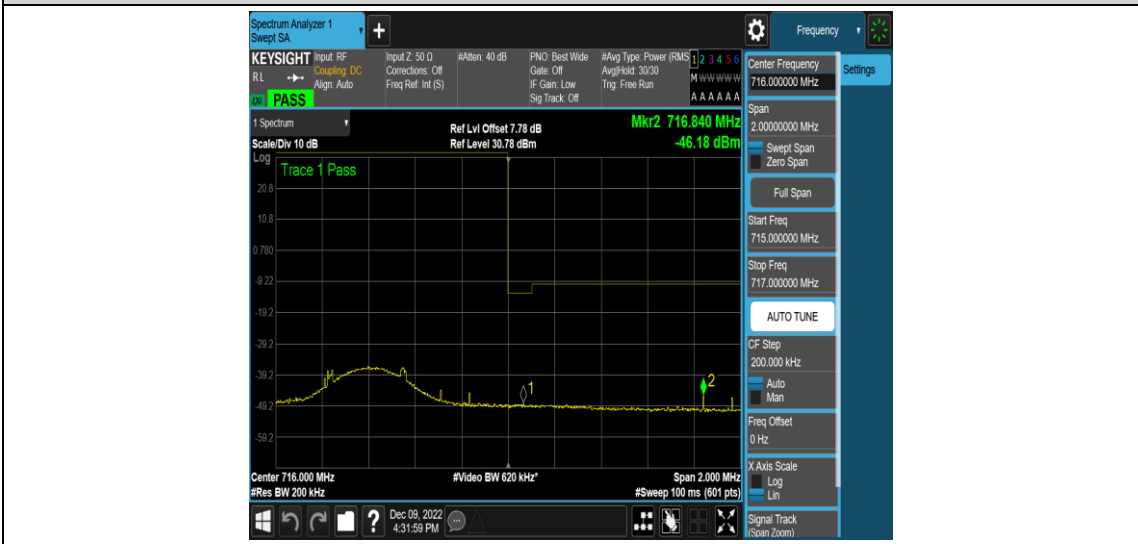 Spectrum Analyzer 1
Swept SA
+
Frequency
KEYSIGHT Input: RF Input Z: 50 Ω #Atten: 40 dB PNO: Best Wide #Avg Type: Power (RMS 1 2 3 4 5 6
RL Coupling: DC Corrections: Off Gate: Off Avg|Hold: 30/30 M W W W W W
Align: Auto Freq Ref: Int (S) IF Gain: Low Trig: Free Run
Sig Track: Off A A A A A A
LXI PASS
1 Spectrum
Scale/Div 10 dB
Ref Lvl Offset 7.78 dB
Ref Level 30.78 dBm
Mkr2 716.840 MHz
-46.18 dBm
Log
Trace 1 Pass
20.8
10.8
0.780
-9.22
-19.2
-29.2
-39.2
-49.2
-59.2
1
2
Center 716.000 MHz #Video BW 620 kHz* Span 2.000 MHz
#Res BW 200 kHz #Sweep 100 ms (601 pts)
Center Frequency
716.000000 MHz
Settings
Span
2.00000000 MHz
Swept Span
Zero Span
Full Span
Start Freq
715.000000 MHz
Stop Freq
717.000000 MHz
AUTO TUNE
CF Step
200.000 kHz
Auto
Man
Freq Offset
0 Hz
X Axis Scale
Log
Lin
Signal Track
(Span Zoom)
?
Dec 09, 2022
4:31:59 PM